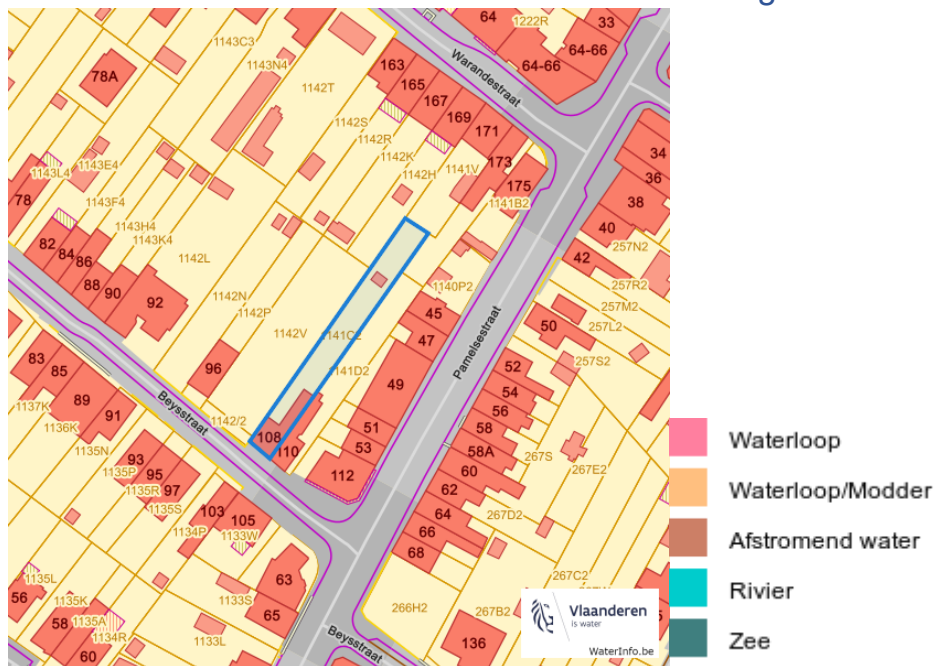 g
64
1222R
33
64-66
64-66
1143C3
1143N4
78A
1142T
163
165
167
169
171
173
175
Warandestraat
1142S
1142R
1142K
1142H
1141V
1141B2
34
36
38
40
42
257N2
257R2
257M2
257L2
257S2
1143L4
1143E4
78
1143F4
1143H4
1143K4
82
84
86
88
90
92
1142L
1142N
1142P
1142V
1141C2
1141D2
1140P2
45
47
49
51
53
112
Pamelsestraat
50
52
54
56
58
58A
60
62
64
66
68
96
Beysstraat
1142/2
108
110
83
85
89
91
1137K
1136K
1135N
93
95
97
1135P
1135R
1135S
103
105
1134P
1133W
267S
267E2
267D2
267C2
267B2
266H2
136
63
65
1133S
1133L
1135L
56
1135K
58
1135A
1134R
60
Beysstraat
Vlaanderen
is water
WaterInfo.be
Waterloop
Waterloop/Modder
Afstromend water
Rivier
Zee